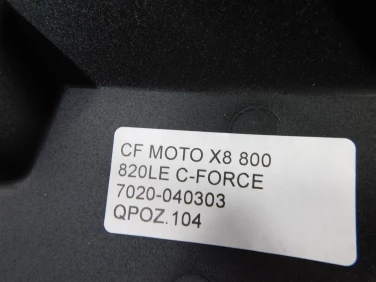 CF MOTO X8 800
820LE C-FORCE
7020-040303
QPOZ.104